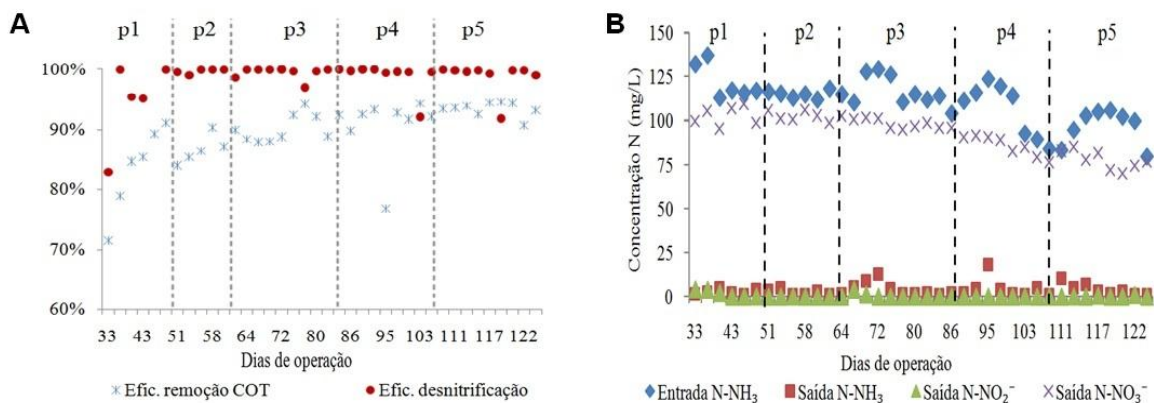 A
p1 p2 p3 p4 p5
100%
90%
80%
70%
60%
33 43 51 58 64 72 80 86 95 103 111 117 122
Dias de operação
Efic. remoção COT Efic. desnitrificação
B
p1 p2 p3 p4 p5
Concentração N (mg/L)
150
125
100
75
50
25
0
33 43 51 58 64 72 80 86 95 103 111 117 122
Dias de operação
Entrada N-NH₃ Saída N-NH₃ Saída N-NO₂⁻ Saída N-NO₃⁻